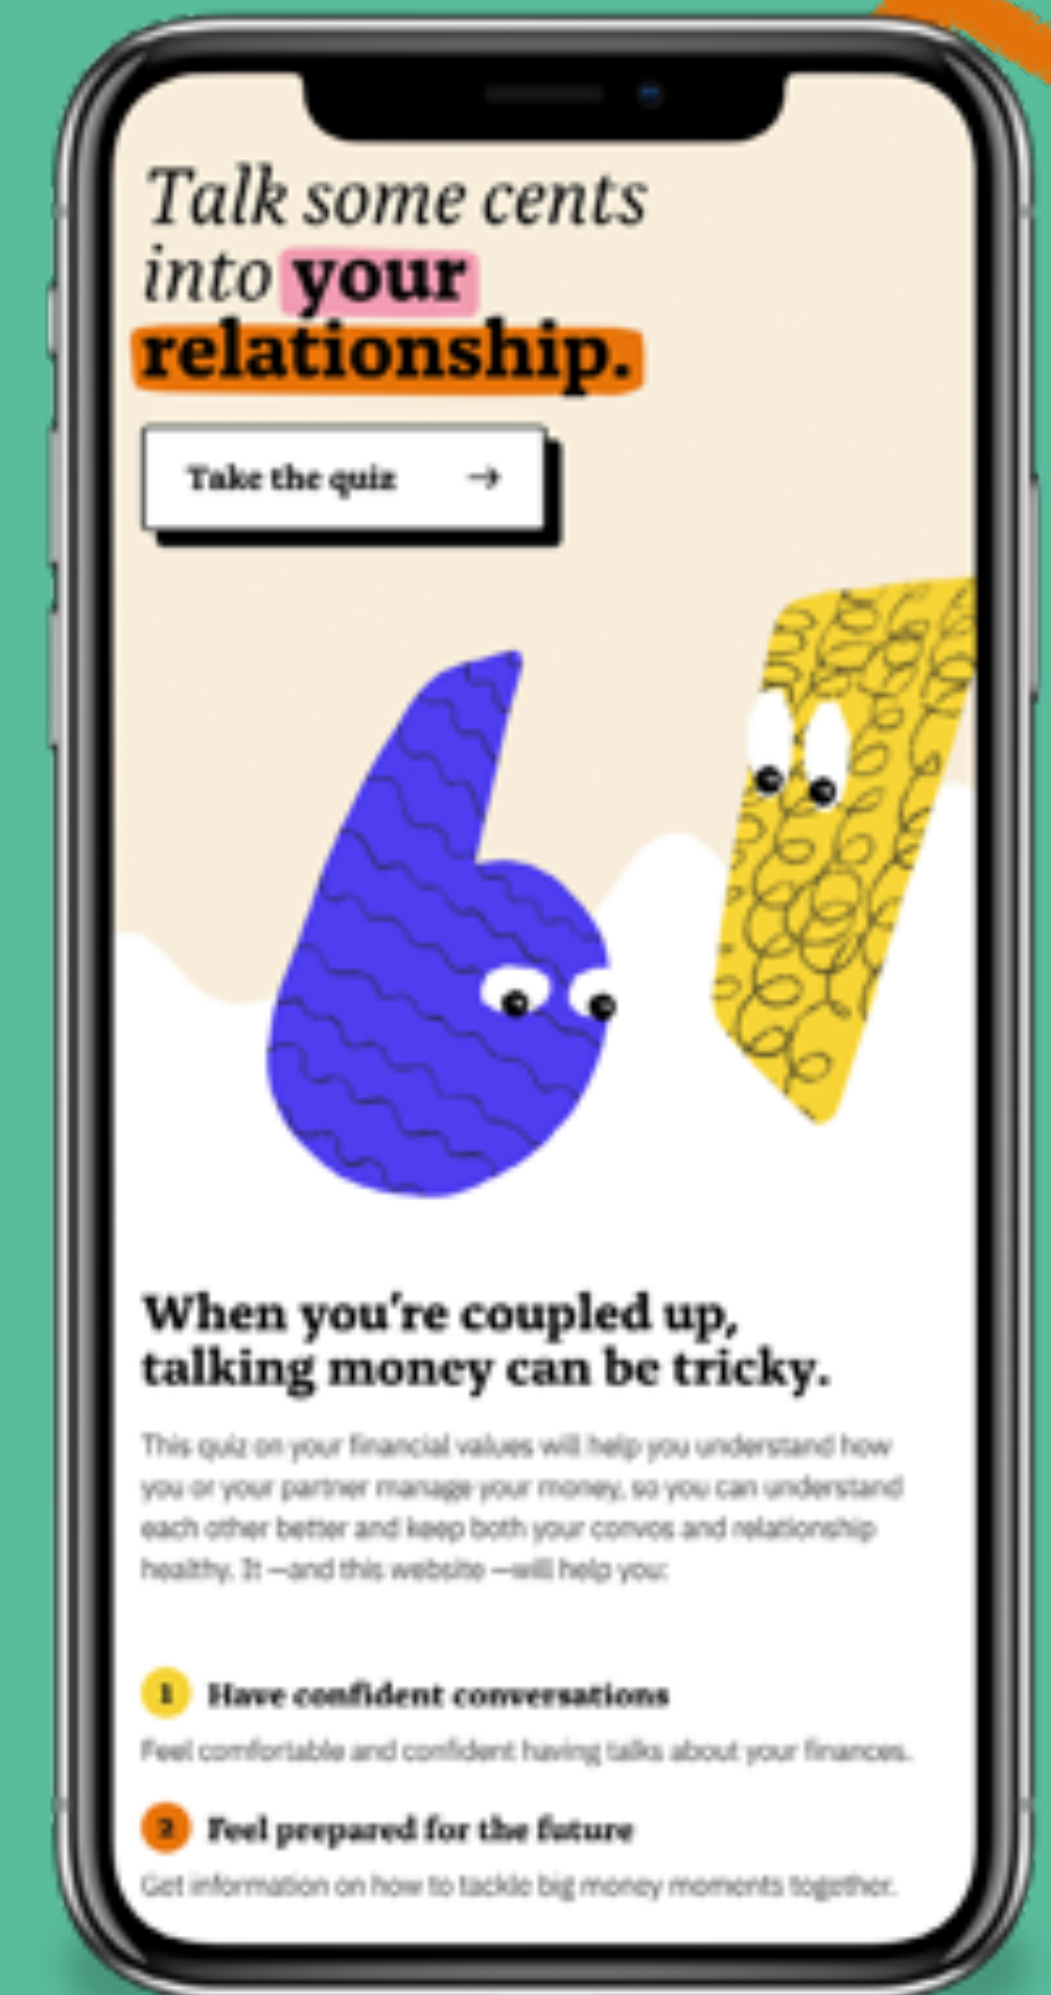 Talk some cents
into your
relationship.
Take the quiz →
When you're coupled up,
talking money can be tricky.
This quiz on your financial values will help you understand how
you or your partner manage your money, so you can understand
each other better and keep both your convos and relationship
healthy. It —and this website —will help you:
1 Have confident conversations
Feel comfortable and confident having talks about your finances.
2 Feel prepared for the future
Get information on how to tackle big money moments together.